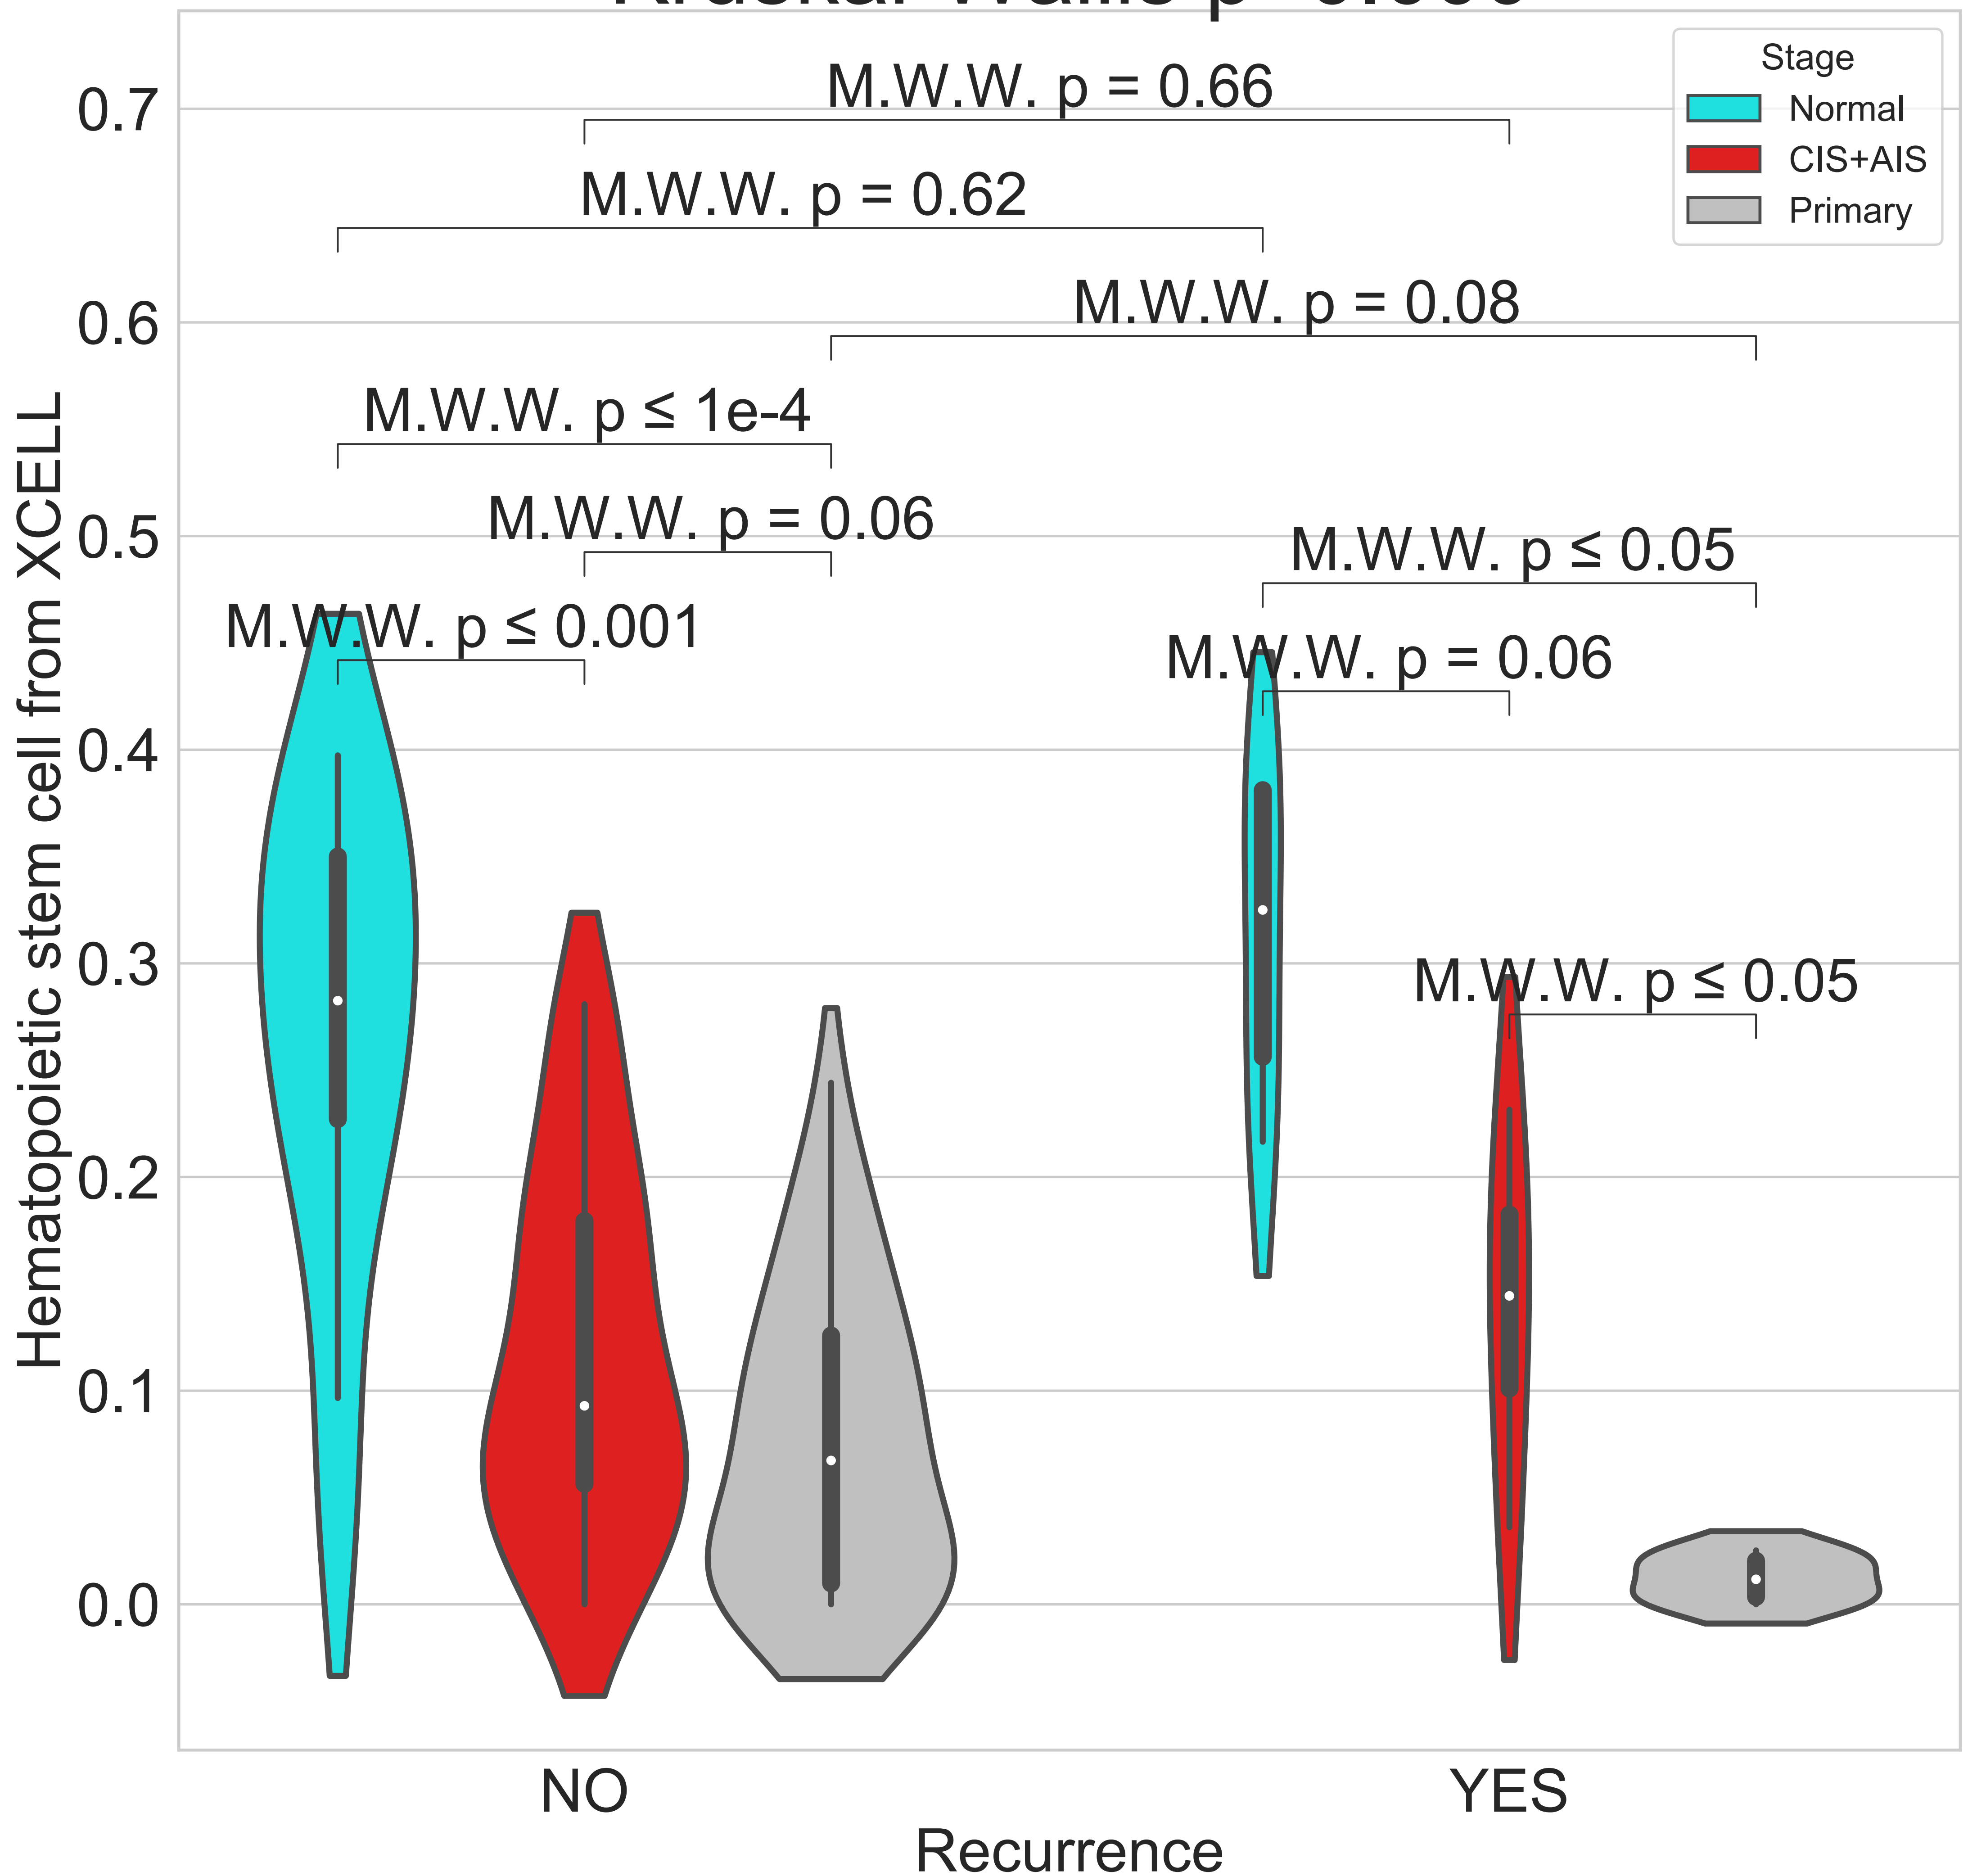 Stage
Normal
CIS+AIS
Primary
M.W.W. p = 0.66
M.W.W. p = 0.62
M.W.W. p = 0.08
M.W.W. p ≤ 1e-4
M.W.W. p = 0.06
M.W.W. p ≤ 0.001
M.W.W. p ≤ 0.05
M.W.W. p = 0.06
M.W.W. p ≤ 0.05
Hematopoietic stem cell from XCELL
0.7
0.6
0.5
0.4
0.3
0.2
0.1
0.0
NO
YES
Recurrence